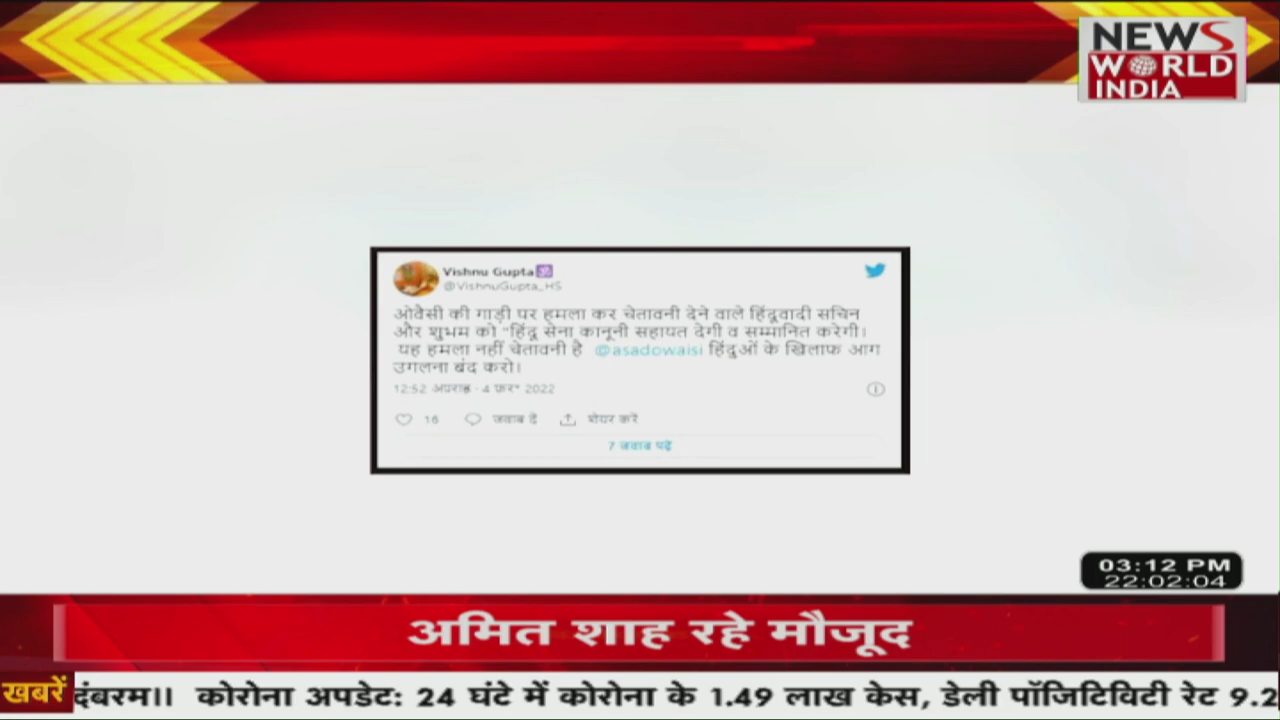 NEWS
WORLD
INDIA
Vishnu Gupta🕉
@VishnuGupta_HS
ओवैसी की गाड़ी पर हमला कर चेतावनी देने वाले हिंदूवादी सचिन
और शुभम को "हिंदू सेना कानूनी सहायत देगी व सम्मानित करेगी।
यह हमला नहीं चेतावनी है @asadowaisi हिंदुओं के खिलाफ आग
उगलना बंद करो।
12:52 अपराह्न · 4 फ़र॰ 2022
16 जवाब दें शेयर करें
7 जवाब पढ़ें
03:12 PM
22:02:04
अमित शाह रहे मौजूद
खबरें दंबरम।। कोरोना अपडेट: 24 घंटे में कोरोना के 1.49 लाख केस, डेली पॉजिटिविटी रेट 9.2